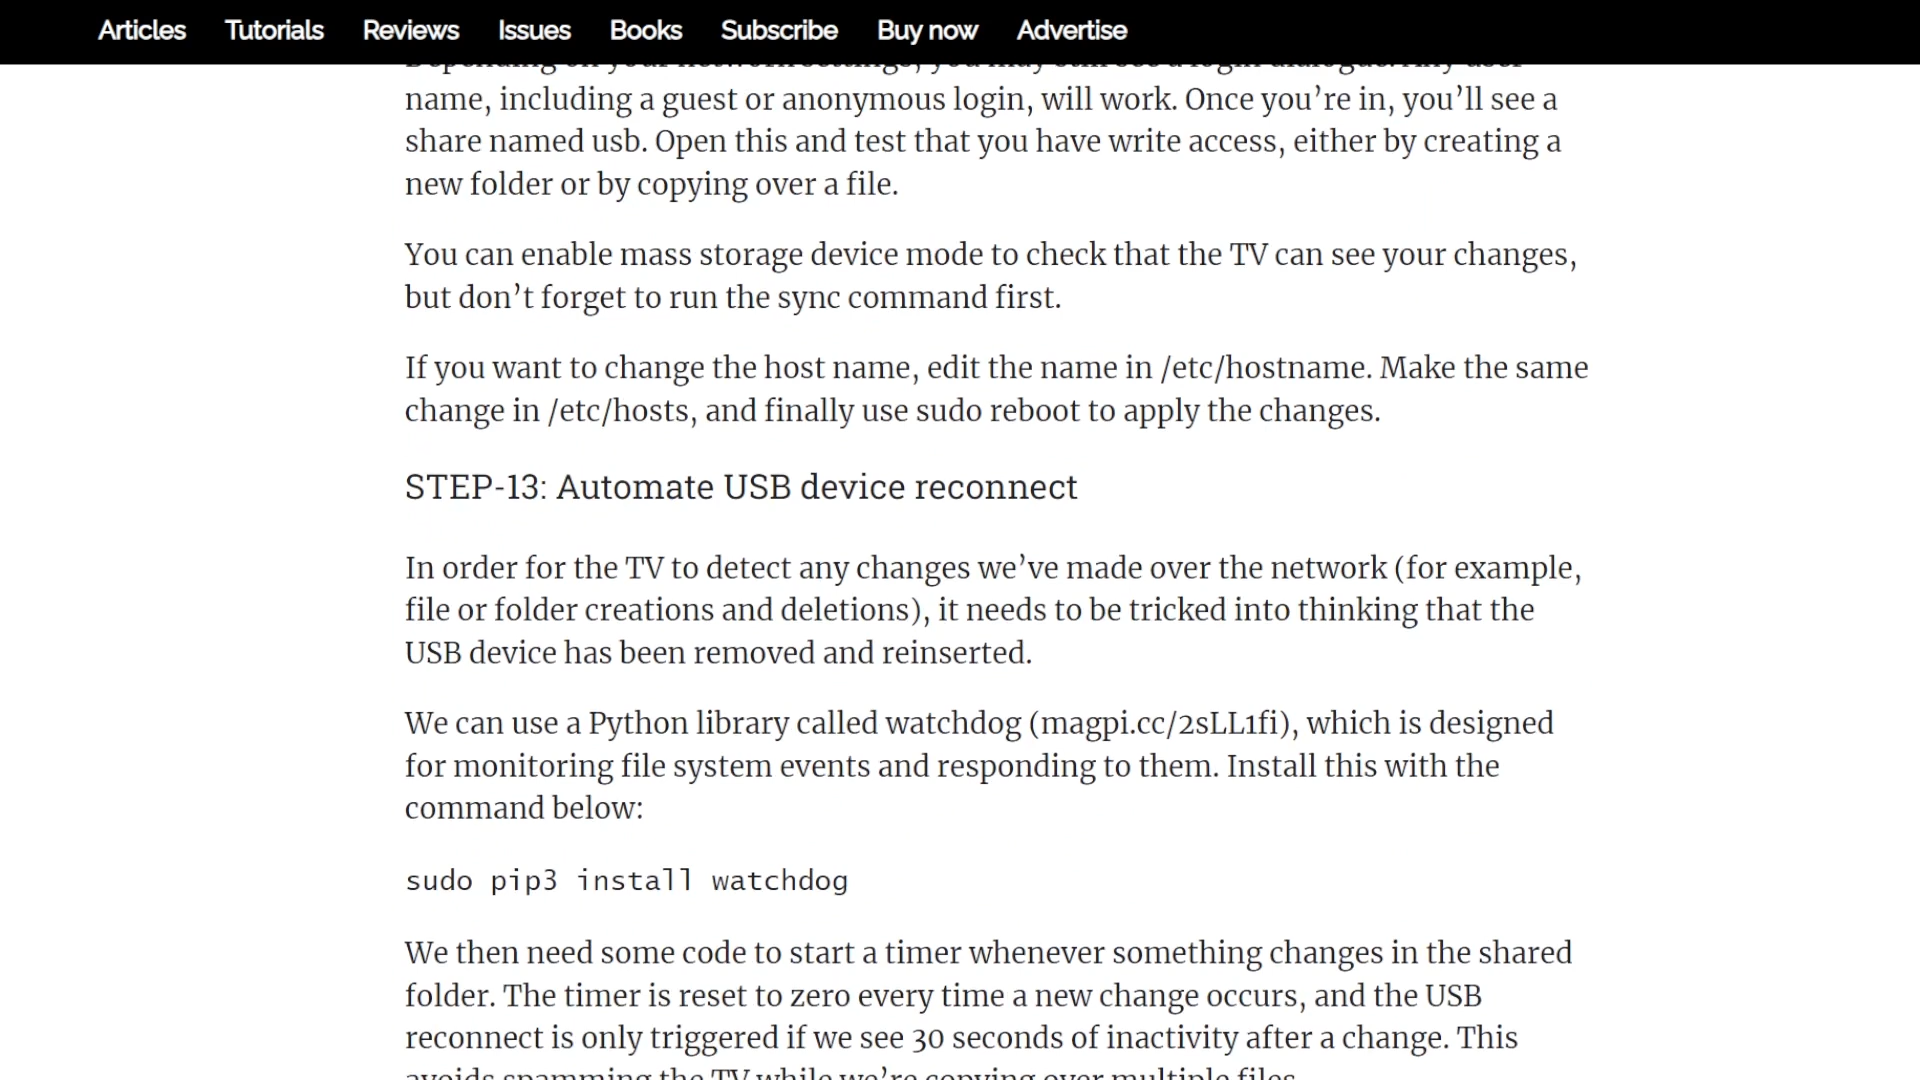 Articles Tutorials Reviews Issues Books Subscribe Buy now Advertise
name, including a guest or anonymous login, will work. Once you’re in, you’ll see a
share named usb. Open this and test that you have write access, either by creating a
new folder or by copying over a file.
You can enable mass storage device mode to check that the TV can see your changes,
but don’t forget to run the sync command first.
If you want to change the host name, edit the name in /etc/hostname. Make the same
change in /etc/hosts, and finally use sudo reboot to apply the changes.
STEP-13: Automate USB device reconnect
In order for the TV to detect any changes we’ve made over the network (for example,
file or folder creations and deletions), it needs to be tricked into thinking that the
USB device has been removed and reinserted.
We can use a Python library called watchdog (magpi.cc/2sLL1fi), which is designed
for monitoring file system events and responding to them. Install this with the
command below:
sudo pip3 install watchdog
We then need some code to start a timer whenever something changes in the shared
folder. The timer is reset to zero every time a new change occurs, and the USB
reconnect is only triggered if we see 30 seconds of inactivity after a change. This
avoids spamming the TV while we’re copying over multiple files.